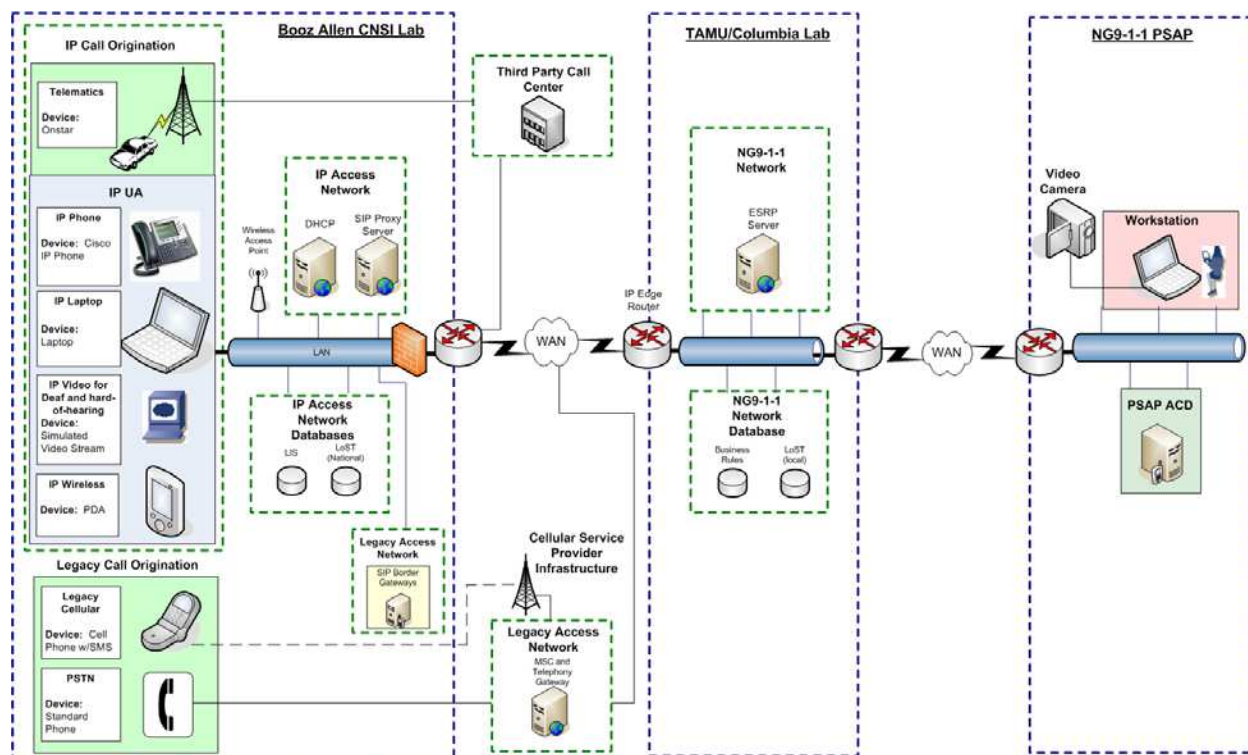 Booz Allen CNSI Lab
TAMU/Columbia Lab
NG9-1-1 PSAP
IP Call Origination
Telematics
Device:
Onstar
IP UA
IP Phone
Device: Cisco
IP Phone
IP Laptop
Device:
Laptop
IP Video for
Deaf and hard-
of-hearing
Device:
Simulated
Video Stream
IP Wireless
Device: PDA
Legacy Call Origination
Legacy
Cellular
Device: Cell
Phone w/SMS
PSTN
Device:
Standard
Phone
Wireless
Access
Point
IP Access
Network
DHCP
SIP Proxy
Server
LAN
IP Access
Network
Databases
LIS
LoST
(National)
Legacy Access
Network
SIP Border
Gateways
Third Party Call
Center
WAN
Cellular Service
Provider
Infrastructure
Legacy Access
Network
MSC and
Telephony
Gateway
IP Edge
Router
NG9-1-1
Network
ESRP
Server
NG9-1-1
Network
Database
Business
Rules
LoST
(local)
WAN
Video
Camera
Workstation
PSAP ACD